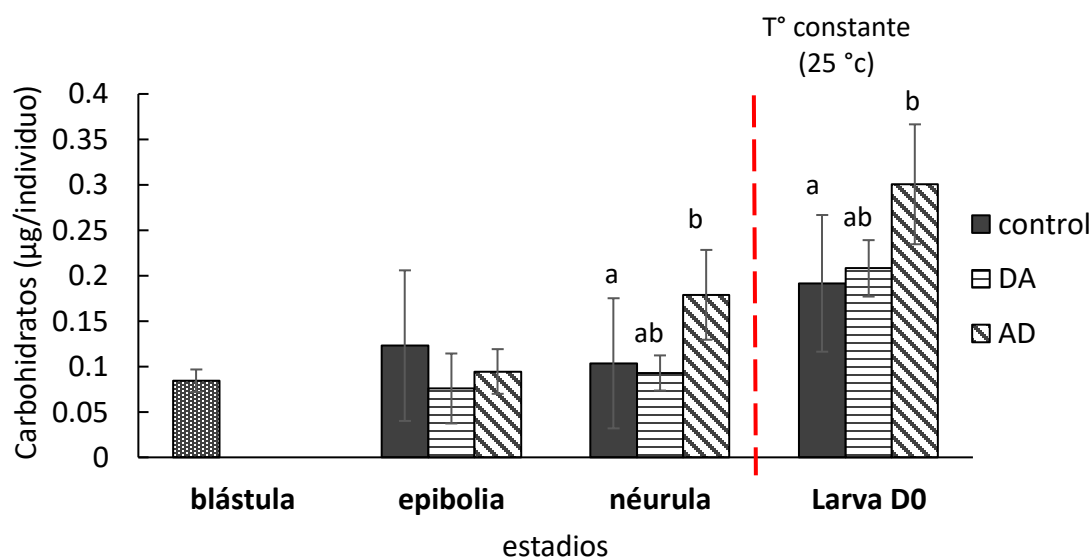 T° constante
(25 °c)
Carbohidratos (µg/individuo)
0.4
0.35
0.3
0.25
0.2
0.15
0.1
0.05
0
a
ab
b
a
ab
b
control
DA
AD
blástula
epibolia
néurula
Larva D0
estadios